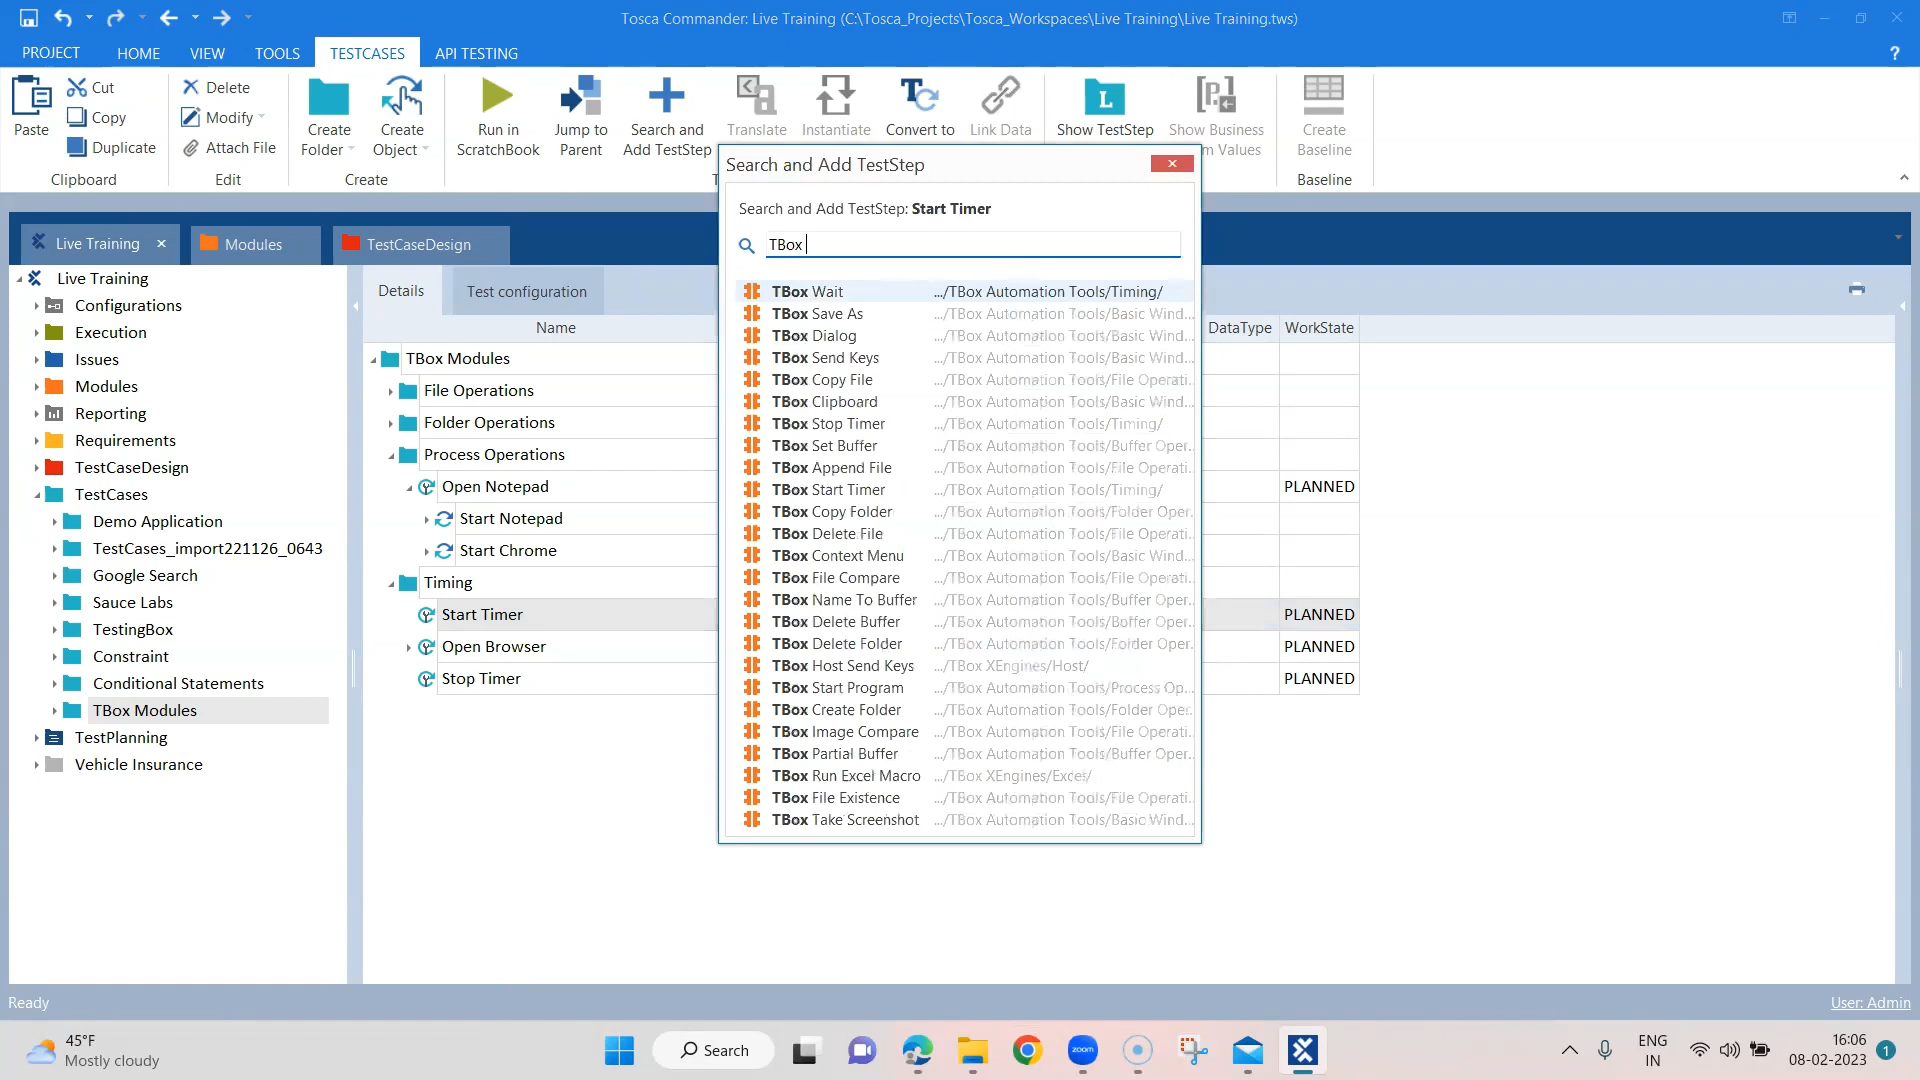 Tosca Commander: Live Training (C:\Tosca_Projects\Tosca_Workspaces\Live Training\Live Training.tws)
PROJECT HOME VIEW TOOLS TESTCASES API TESTING ?
Paste Cut Copy Duplicate Clipboard
Delete Modify Attach File Edit
Create Folder Create Object Create
Run in ScratchBook Jump to Parent Search and Add TestStep Translate Instantiate Convert to Link Data
Show TestStep Show Business
Create Baseline Baseline
Live Training Modules TestCaseDesign
Live Training
Configurations
Execution
Issues
Modules
Reporting
Requirements
TestCaseDesign
TestCases
Demo Application
TestCases_import221126_0643
Google Search
Sauce Labs
TestingBox
Constraint
Conditional Statements
TBox Modules
TestPlanning
Vehicle Insurance
Details Test configuration
Name DataType WorkState
TBox Modules
File Operations
Folder Operations
Process Operations
Open Notepad PLANNED
Start Notepad
Start Chrome
Timing
Start Timer PLANNED
Open Browser PLANNED
Stop Timer PLANNED
Search and Add TestStep
Search and Add TestStep: Start Timer
TBox
TBox Wait .../TBox Automation Tools/Timing/
TBox Save As .../TBox Automation Tools/Basic Wind...
TBox Dialog .../TBox Automation Tools/Basic Wind...
TBox Send Keys .../TBox Automation Tools/Basic Wind...
TBox Copy File .../TBox Automation Tools/File Operati...
TBox Clipboard .../TBox Automation Tools/Basic Wind...
TBox Stop Timer .../TBox Automation Tools/Timing/
TBox Set Buffer .../TBox Automation Tools/Buffer Oper...
TBox Append File .../TBox Automation Tools/File Operati...
TBox Start Timer .../TBox Automation Tools/Timing/
TBox Copy Folder .../TBox Automation Tools/Folder Oper...
TBox Delete File .../TBox Automation Tools/File Operati...
TBox Context Menu .../TBox Automation Tools/Basic Wind...
TBox File Compare .../TBox Automation Tools/File Operati...
TBox Name To Buffer .../TBox Automation Tools/Buffer Oper...
TBox Delete Buffer .../TBox Automation Tools/Buffer Oper...
TBox Delete Folder .../TBox Automation Tools/Folder Oper...
TBox Host Send Keys .../TBox XEngines/Host/
TBox Start Program .../TBox Automation Tools/Process Op...
TBox Create Folder .../TBox Automation Tools/Folder Oper...
TBox Image Compare .../TBox Automation Tools/File Operati...
TBox Partial Buffer .../TBox Automation Tools/Buffer Oper...
TBox Run Excel Macro .../TBox XEngines/Excel/
TBox File Existence .../TBox Automation Tools/File Operati...
TBox Take Screenshot .../TBox Automation Tools/Basic Wind...
Ready User: Admin
45°F
Mostly cloudy
Search
zoom
ENG
IN
16:06
08-02-2023
1